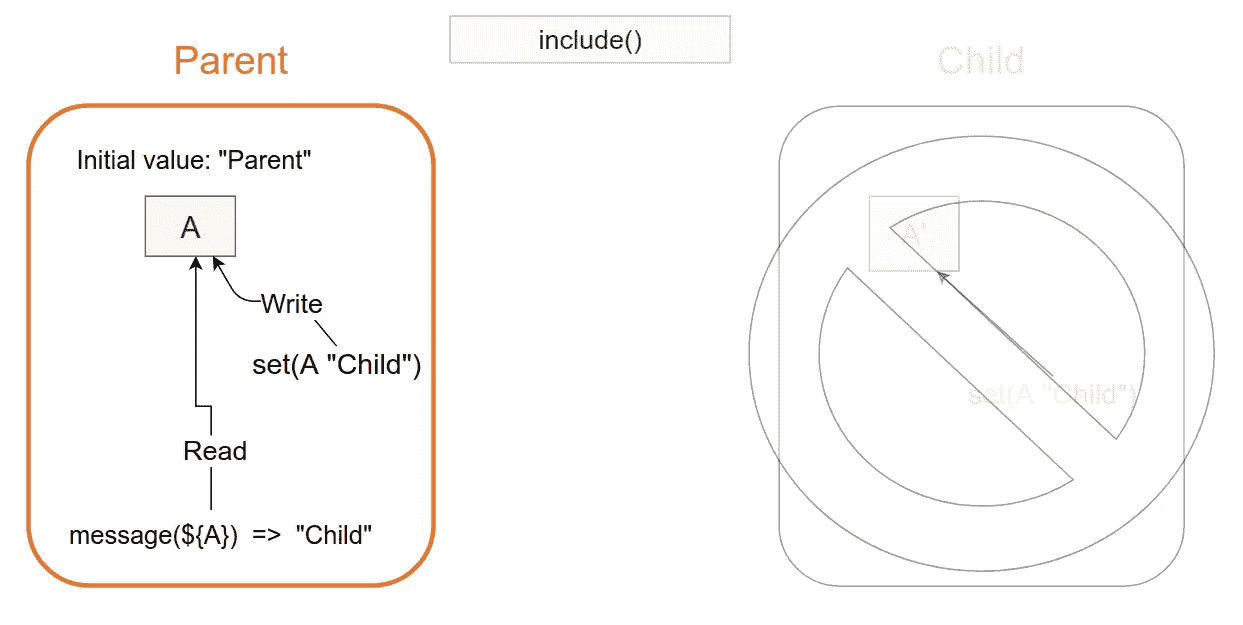 include()
Parent
Child
Initial value: "Parent"
A
A'
Write
set(A "Child")
set(A "Child")
Read
message(${A}) => "Child"